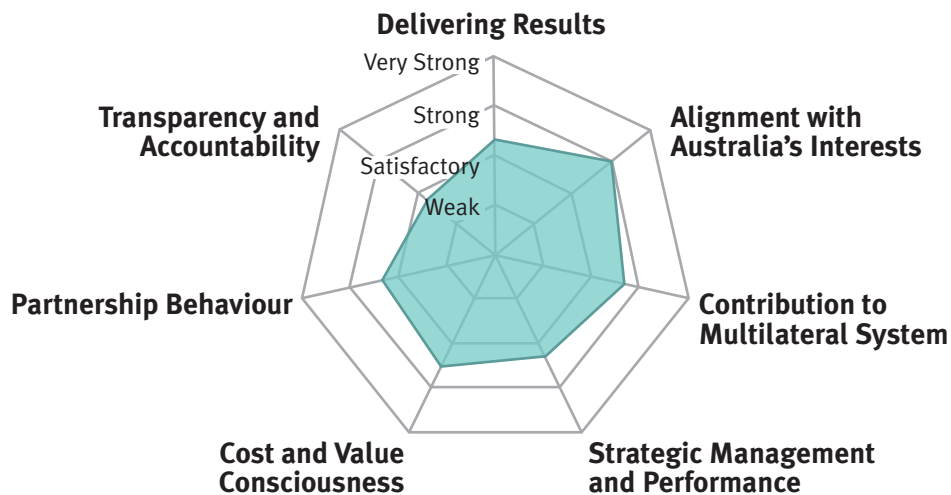 Delivering Results
Very Strong
Strong
Satisfactory
Weak
Transparency and
Accountability
Alignment with
Australia's Interests
Partnership Behaviour
Contribution to
Multilateral System
Cost and Value
Consciousness
Strategic Management
and Performance